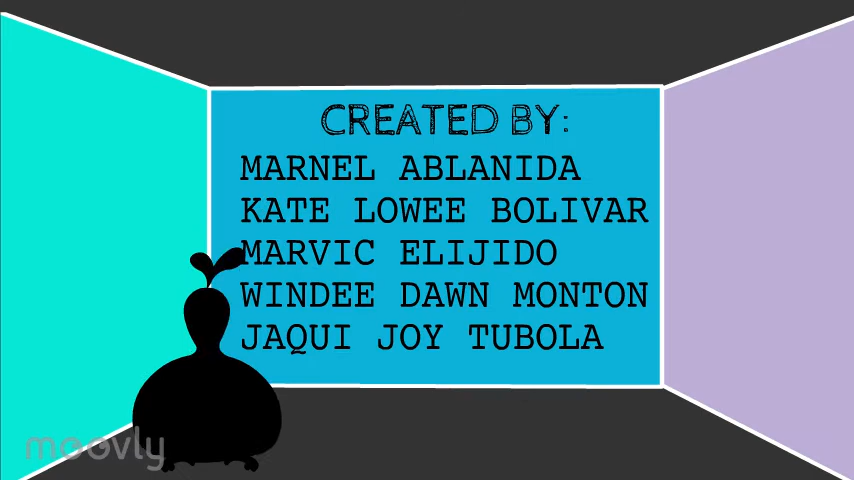 CREATED BY:
MARNEL ABLANIDA
KATE LOWEE BOLIVAR
MARVIC ELIJIDO
WINDEE DAWN MONTON
JAQUI JOY TUBOLA
moovly